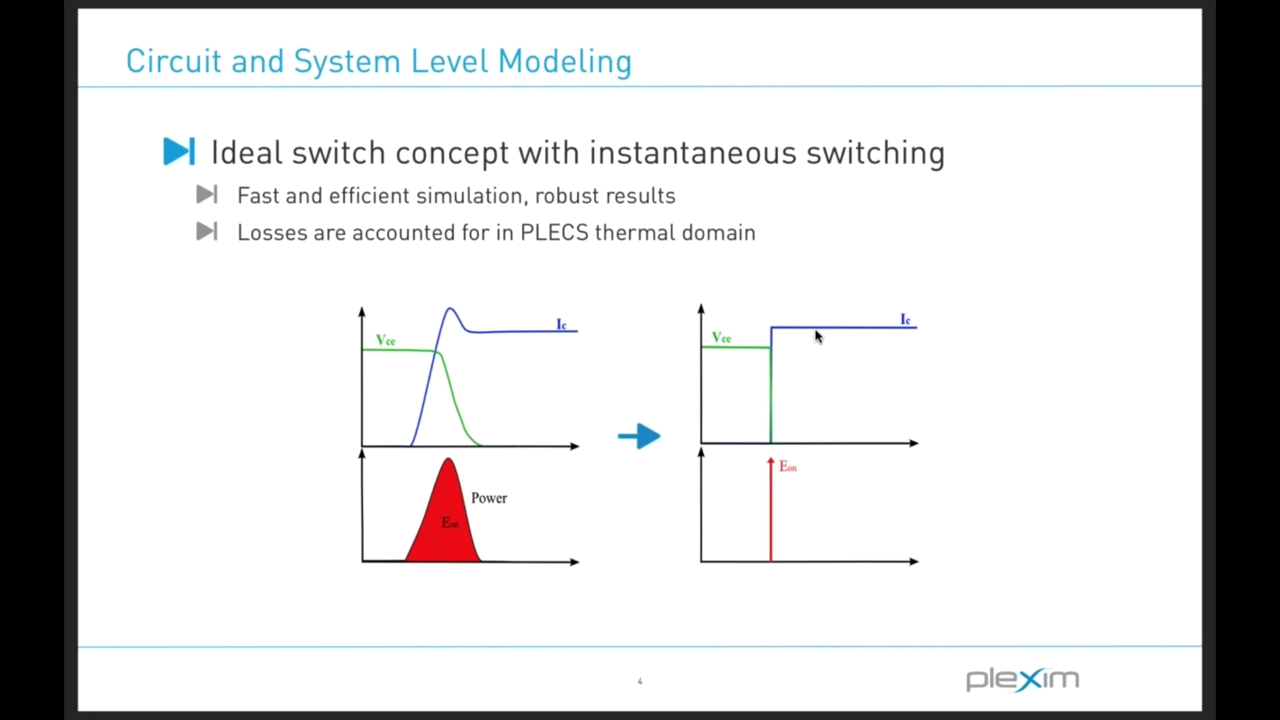 Circuit and System Level Modeling
Ideal switch concept with instantaneous switching
Fast and efficient simulation, robust results
Losses are accounted for in PLECS thermal domain
Vce
Ic
Power
Eon
Vce
Ic
Eon
4
plexim